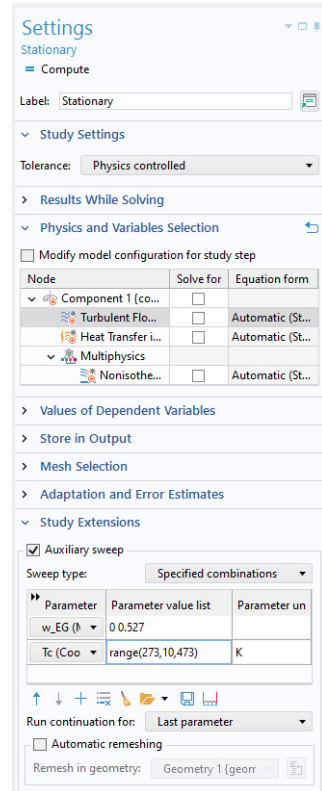 Settings
Stationary
= Compute
Label: Stationary
Study Settings
Tolerance: Physics controlled
Results While Solving
Physics and Variables Selection
Modify model configuration for study step
Node Solve for Equation form
Component 1 {co...
Turbulent Flo... Automatic (St...
Heat Transfer i... Automatic (St...
Multiphysics
Nonisothe... Automatic (St...
Values of Dependent Variables
Store in Output
Mesh Selection
Adaptation and Error Estimates
Study Extensions
Auxiliary sweep
Sweep type: Specified combinations
Parameter Parameter value list Parameter un
w_EG (M 0 0.527
Tc (Coo range(273,10,473) K
Run continuation for: Last parameter
Automatic remeshing
Remesh in geometry: Geometry 1 {geom